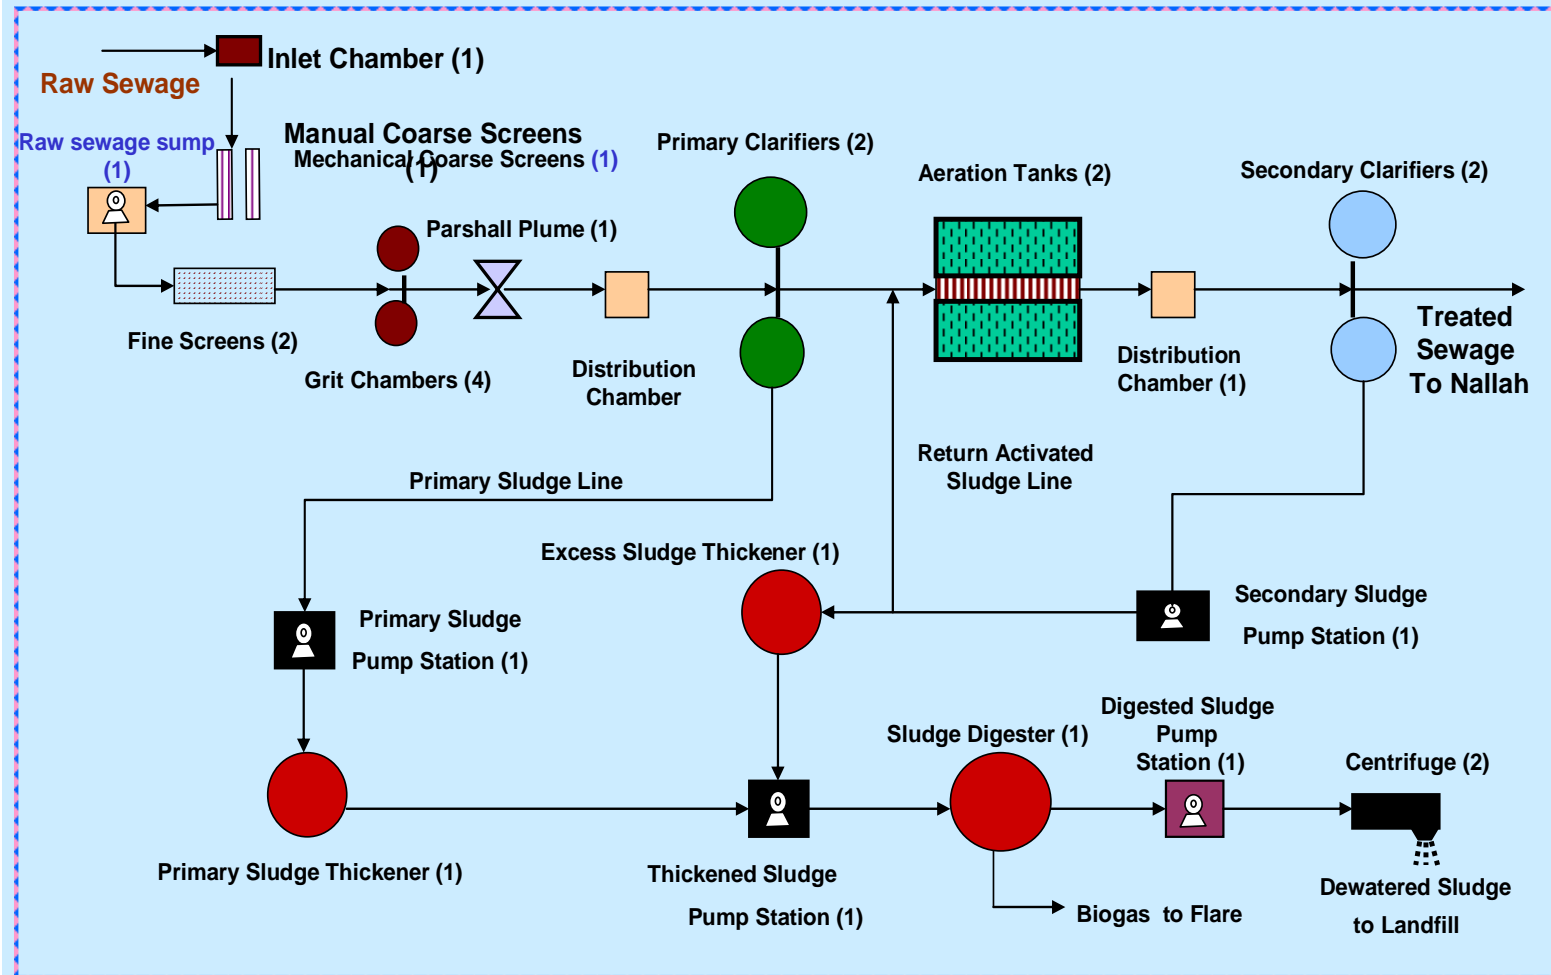 Inlet Chamber (1)
Raw Sewage
Manual Coarse Screens
(1)
Mechanical Coarse Screens (1)
Raw sewage sump
(1)
Primary Clarifiers (2)
Aeration Tanks (2)
Secondary Clarifiers (2)
Parshall Plume (1)
Fine Screens (2)
Grit Chambers (4)
Distribution
Chamber
Distribution
Chamber (1)
Treated
Sewage
To Nallah
Primary Sludge Line
Return Activated
Sludge Line
Excess Sludge Thickener (1)
Primary Sludge
Pump Station (1)
Secondary Sludge
Pump Station (1)
Sludge Digester (1)
Digested Sludge
Pump
Station (1)
Centrifuge (2)
Primary Sludge Thickener (1)
Thickened Sludge
Pump Station (1)
Biogas to Flare
Dewatered Sludge
to Landfill